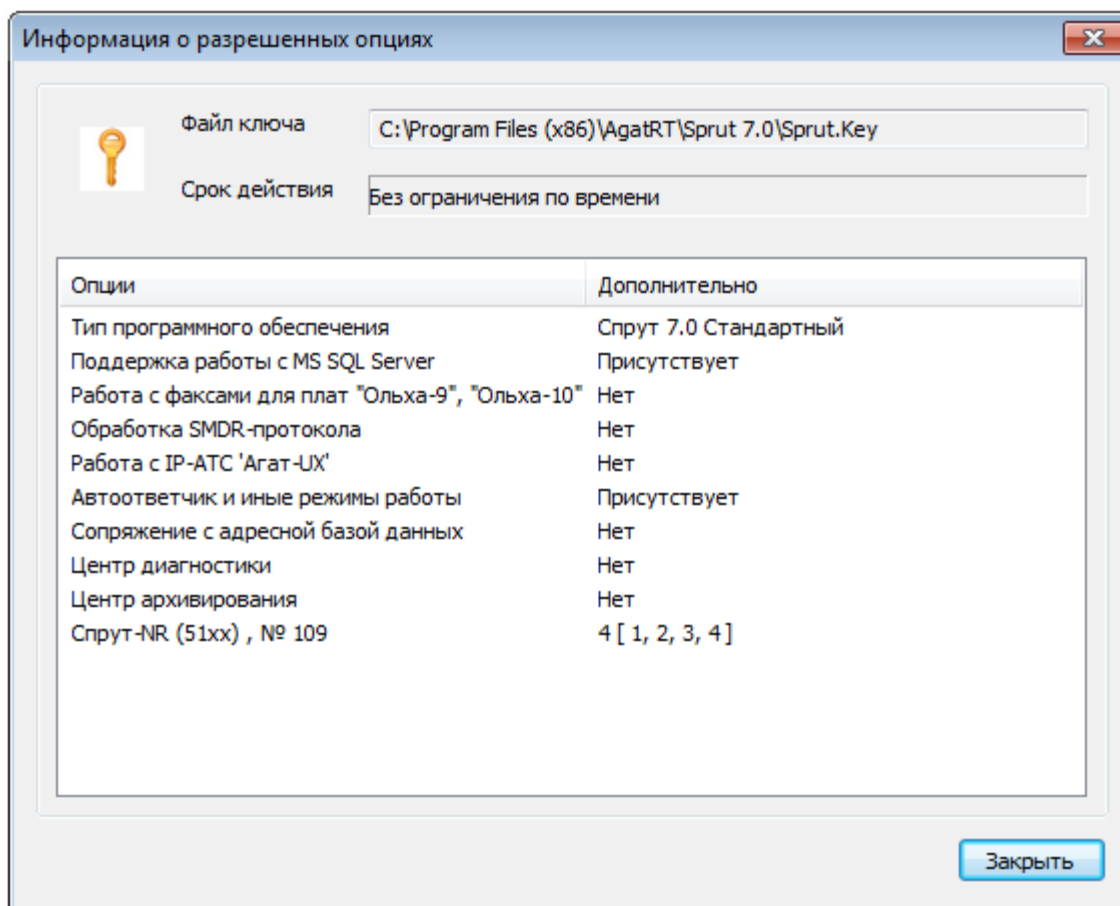 Информация о разрешенных опциях
Файл ключа C:\Program Files (x86)\AgatRT\Sprut 7.0\Sprut.Key
Срок действия Без ограничения по времени
Опции Дополнительно
Тип программного обеспечения Спрут 7.0 Стандартный
Поддержка работы с MS SQL Server Присутствует
Работа с факсами для плат "Ольха-9", "Ольха-10" Нет
Обработка SMDR-протокола Нет
Работа с IP-АТС 'Агат-UX' Нет
Автоответчик и иные режимы работы Присутствует
Сопряжение с адресной базой данных Нет
Центр диагностики Нет
Центр архивирования Нет
Спрут-NR (51xx) , № 109 4 [ 1, 2, 3, 4 ]
Закрыть